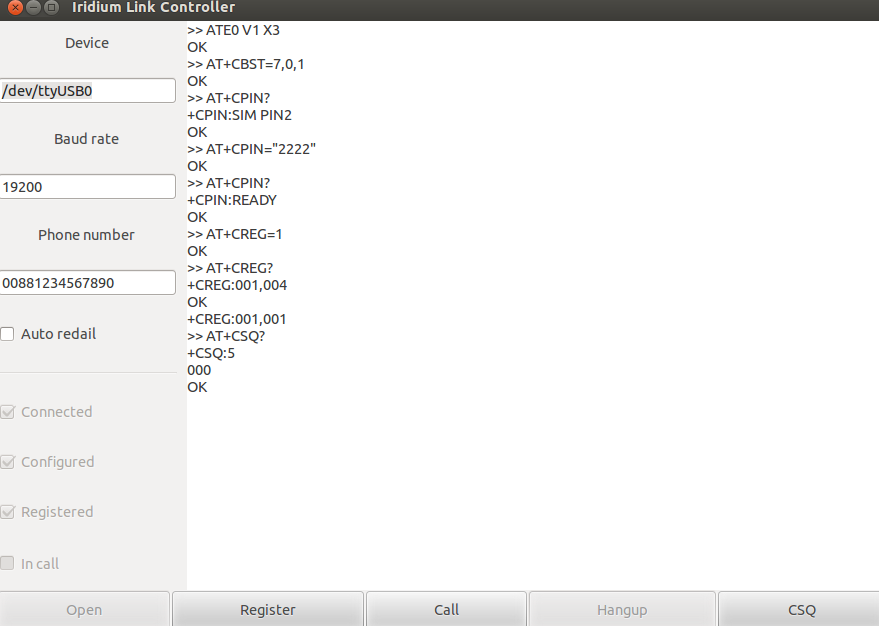 Iridium Link Controller
Device
/dev/ttyUSB0
Baud rate
19200
Phone number
00881234567890
Auto redail
Connected
Configured
Registered
In call
>> ATE0 V1 X3
OK
>> AT+CBST=7,0,1
OK
>> AT+CPIN?
+CPIN:SIM PIN2
OK
>> AT+CPIN="2222"
OK
>> AT+CPIN?
+CPIN:READY
OK
>> AT+CREG=1
OK
>> AT+CREG?
+CREG:001,004
OK
+CREG:001,001
>> AT+CSQ?
+CSQ:5
000
OK
Open
Register
Call
Hangup
CSQ